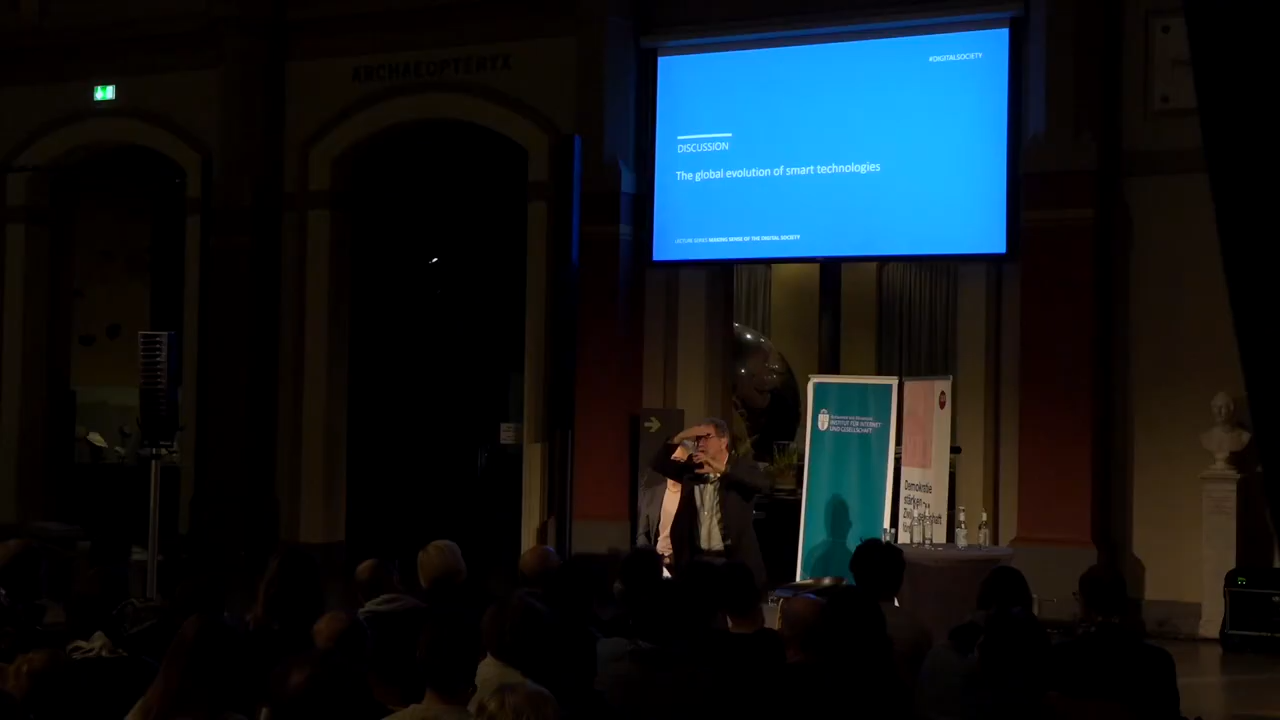 ARCHAEOPTERYX
#DIGITALSOCIETY
DISCUSSION
The global evolution of smart technologies
LECTURE SERIES MAKING SENSE OF THE DIGITAL SOCIETY
INSTITUT FÜR INTERNET
UND GESELLSCHAFT
Demokratie
stärken